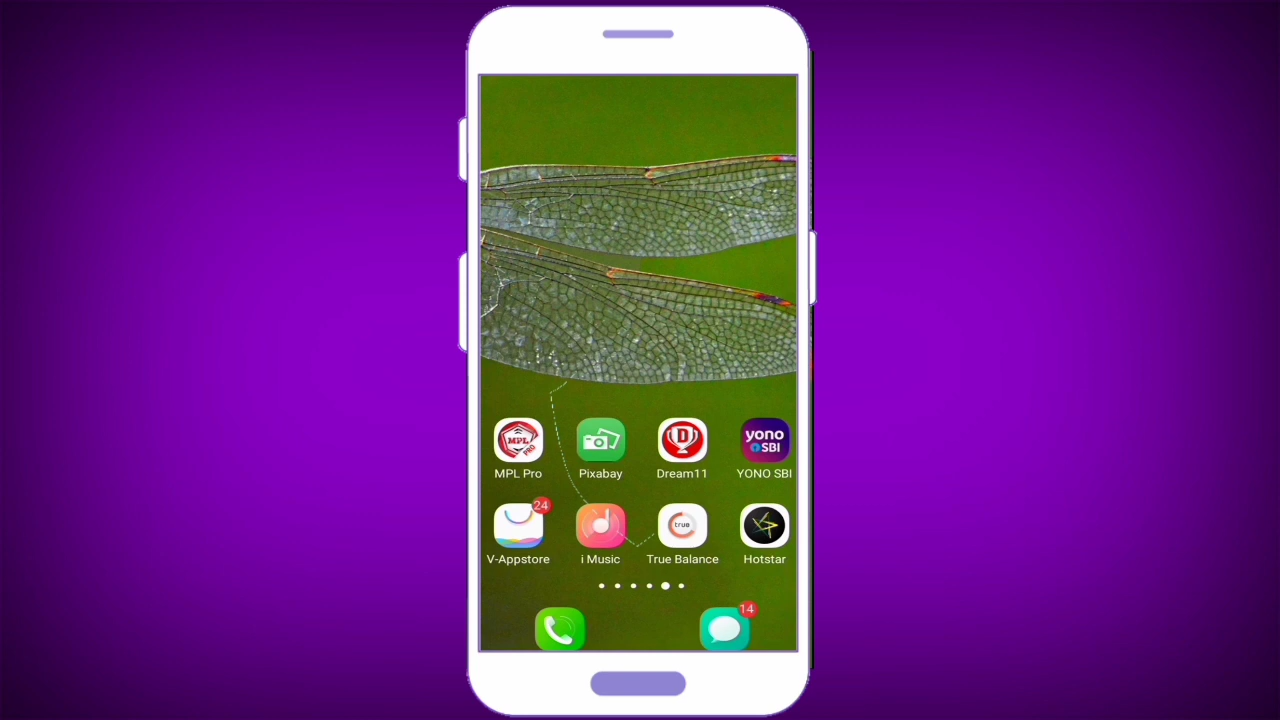 MPL
PRO
D
yono
SBI
MPL Pro
Pixabay
Dream11
YONO SBI
24
true
V-Appstore
i Music
True Balance
Hotstar
14